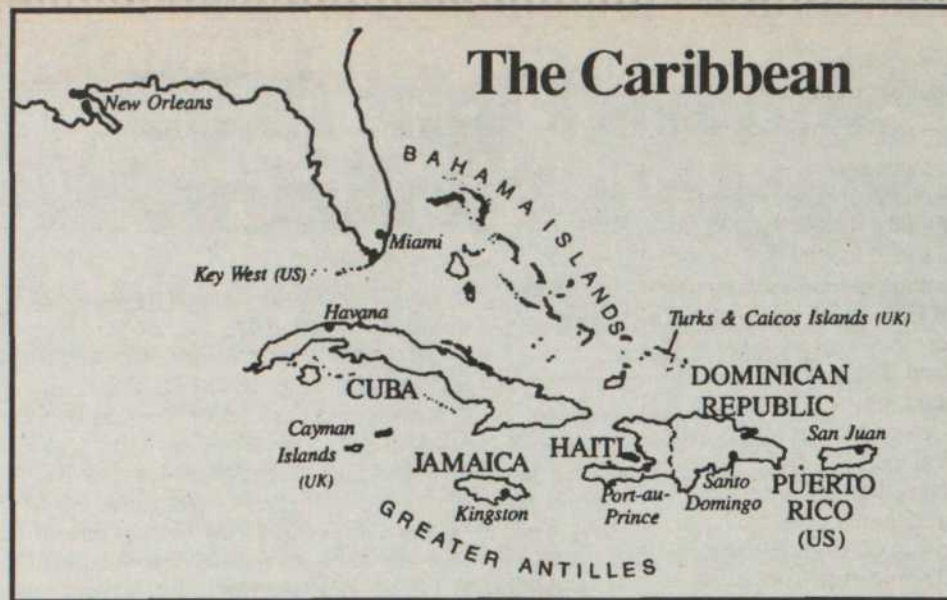 The Caribbean
New Orleans
BAHAMA ISLANDS
Miami
Key West (US)
Havana
Turks & Caicos Islands (UK)
CUBA
DOMINICAN
REPUBLIC
Cayman
Islands
(UK)
HAITI
San Juan
JAMAICA
Kingston
Port-au-
Prince
Santo
Domingo
PUERTO
RICO
(US)
GREATER ANTILLES